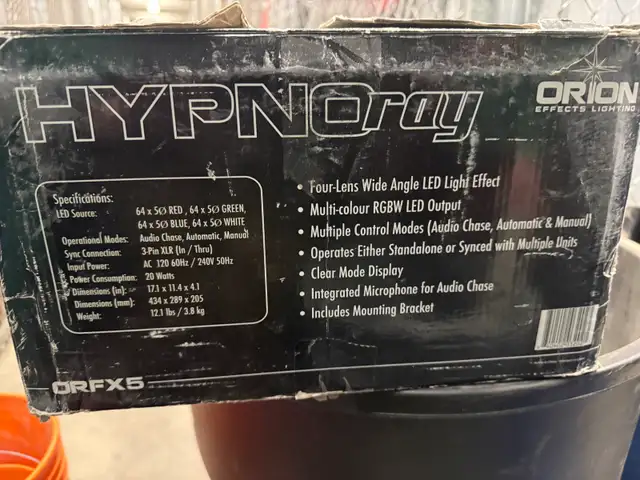 HYPNOray
ORION
EFFECTS LIGHTING
Specifications:
LED Source: 64 x 5∅ RED , 64 x 5∅ GREEN,
64 x 5∅ BLUE, 64 x 5∅ WHITE
Operational Modes: Audio Chase, Automatic, Manual
Sync Connection: 3-Pin XLR (In / Thru)
Input Power: AC 120 60Hz / 240V 50Hz
Power Consumption: 20 Watts
Dimensions (in): 17.1 x 11.4 x 4.1
Dimensions (mm): 434 x 289 x 205
Weight: 12.1 lbs / 3.8 kg
• Four-Lens Wide Angle LED Light Effect
• Multi-colour RGBW LED Output
• Multiple Control Modes (Audio Chase, Automatic & Manual)
• Operates Either Standalone or Synced with Multiple Units
• Clear Mode Display
• Integrated Microphone for Audio Chase
• Includes Mounting Bracket
ORFX5